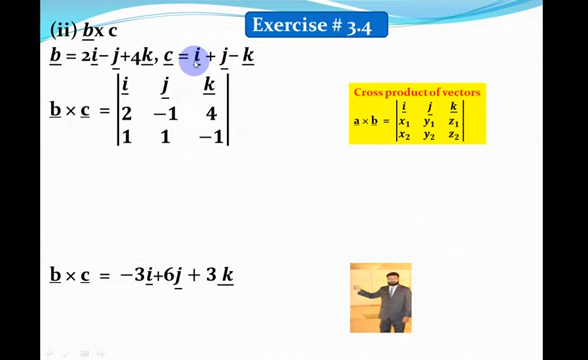 Exercise # 3.4
(ii) b x c
b = 2i− j+4k, c = i + j− k
b × c = | i j k |
| 2 −1 4 |
| 1 1 −1 |
Cross product of vectors
a × b = | i j k |
| x₁ y₁ z₁ |
| x₂ y₂ z₂ |
b × c = −3i+6j + 3 k